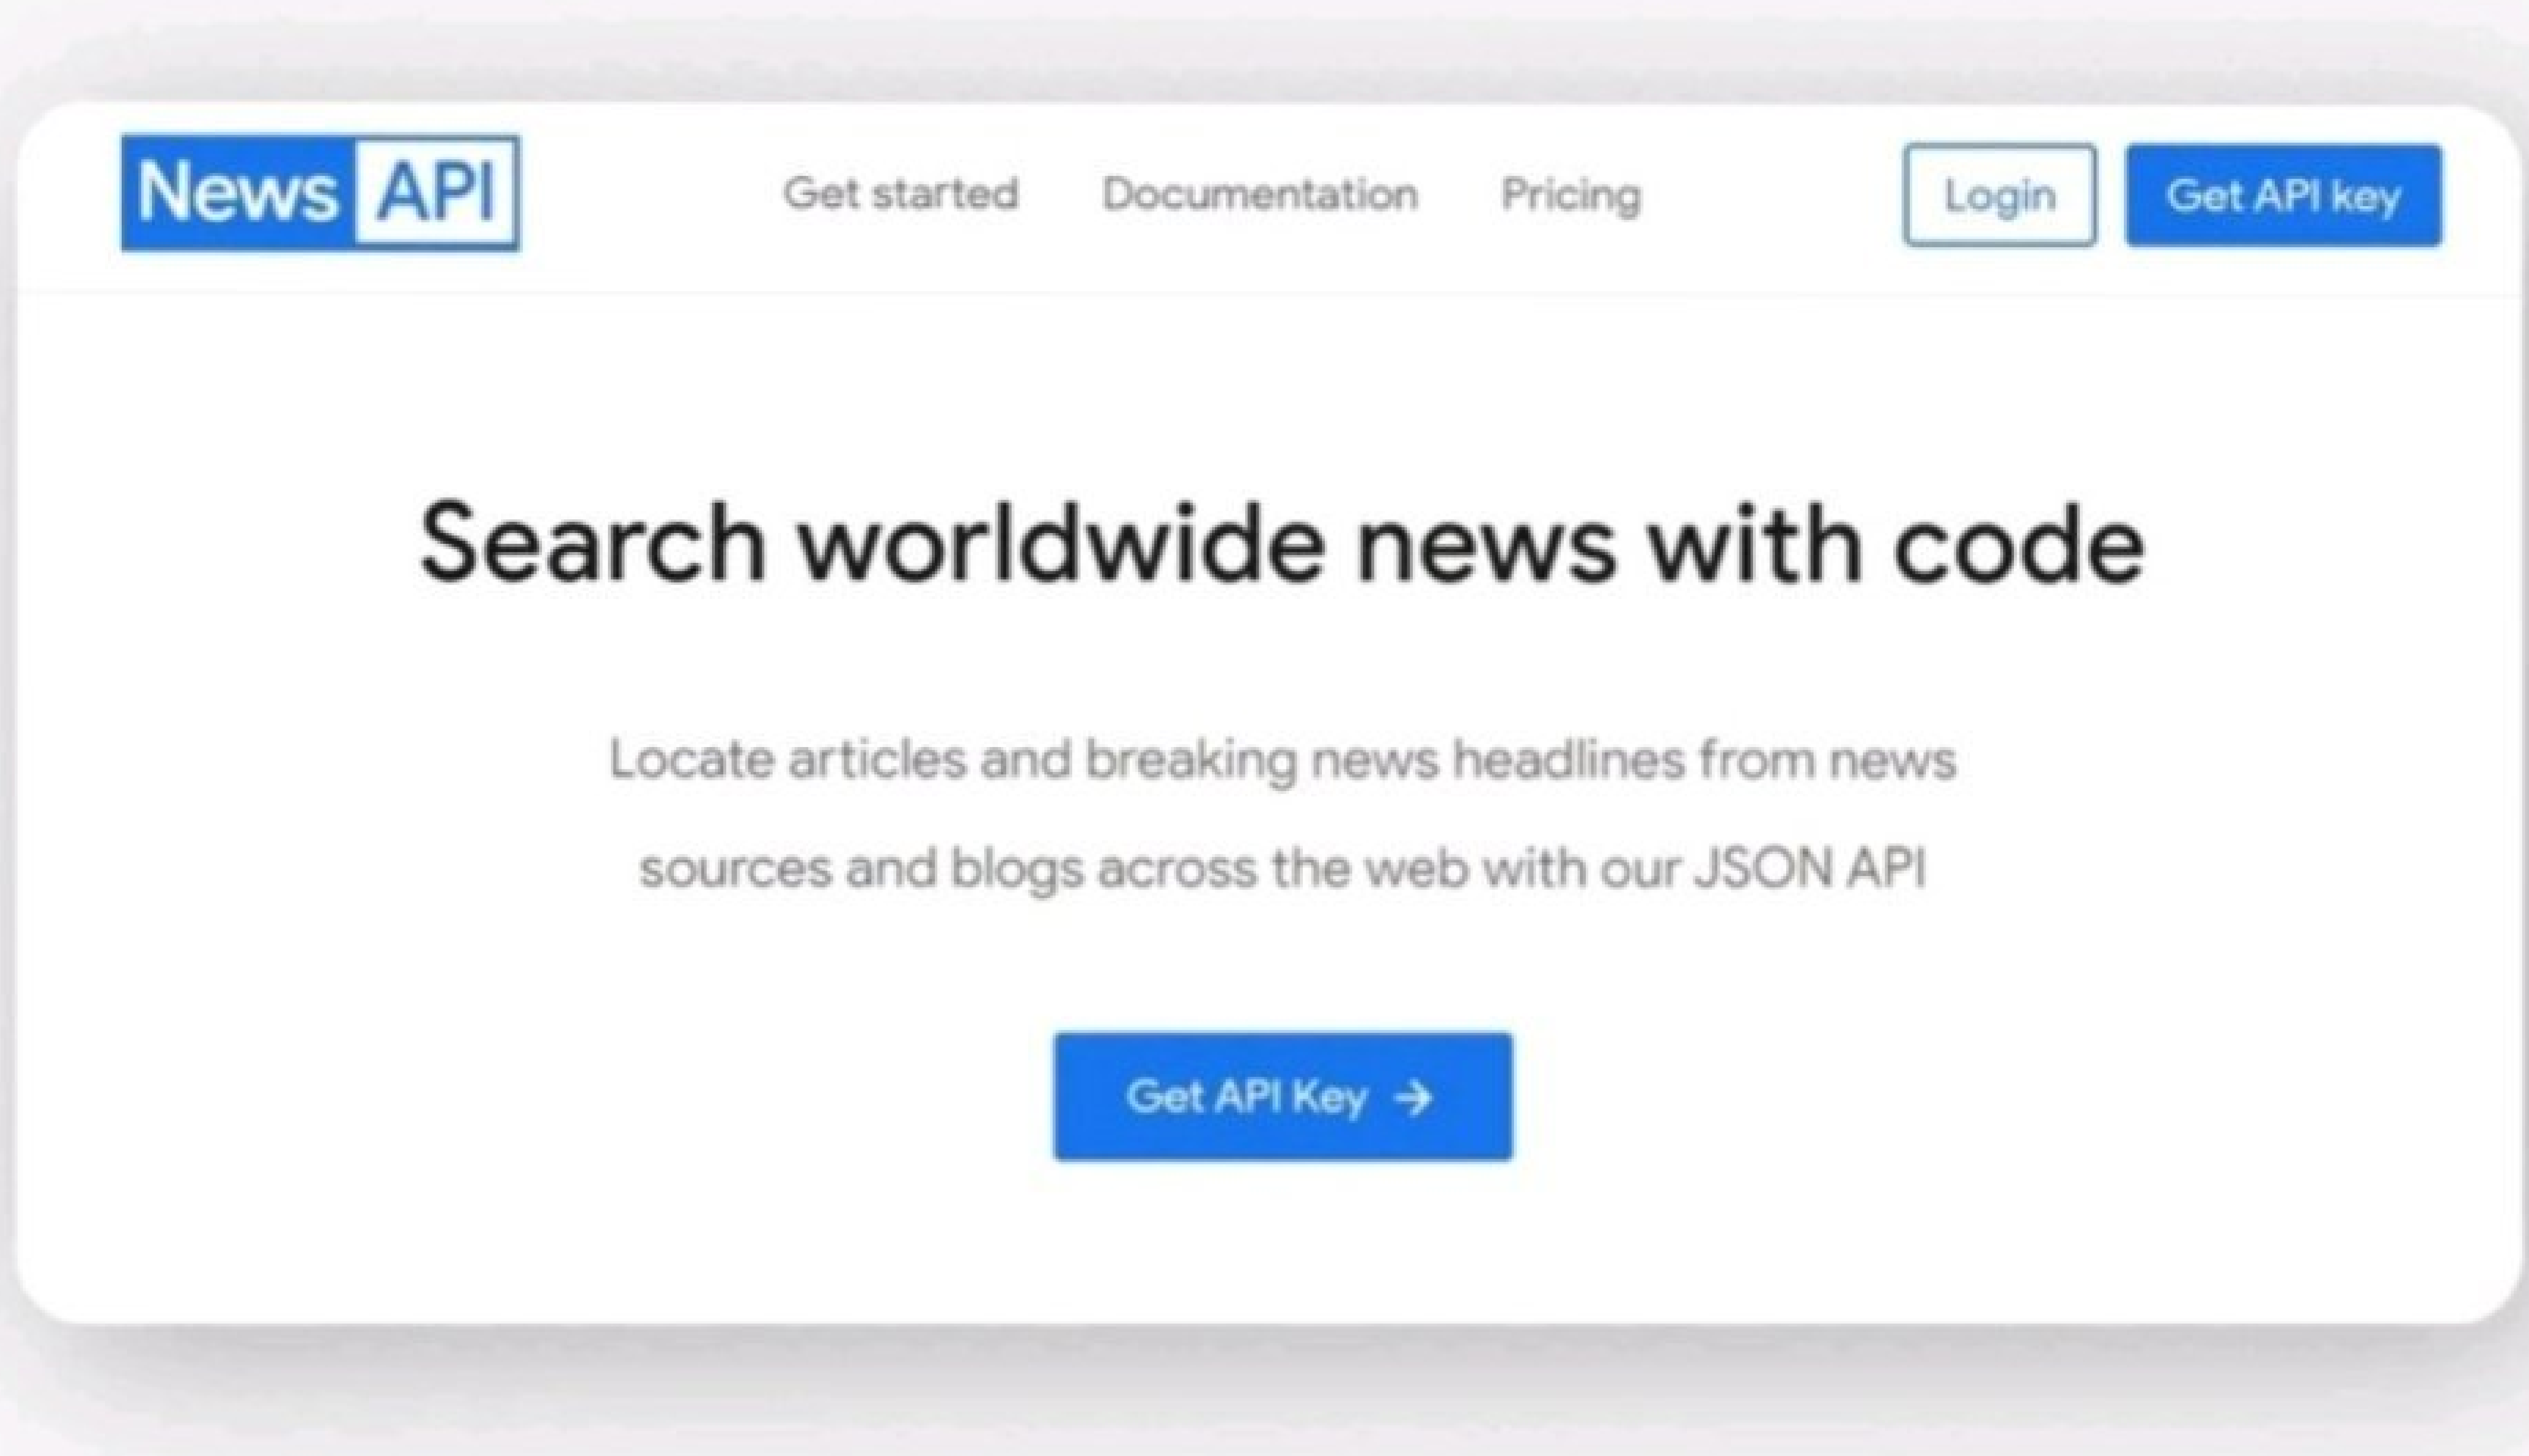 News API
Get started Documentation Pricing
Login Get API key
Search worldwide news with code
Locate articles and breaking news headlines from news
sources and blogs across the web with our JSON API
Get API Key →